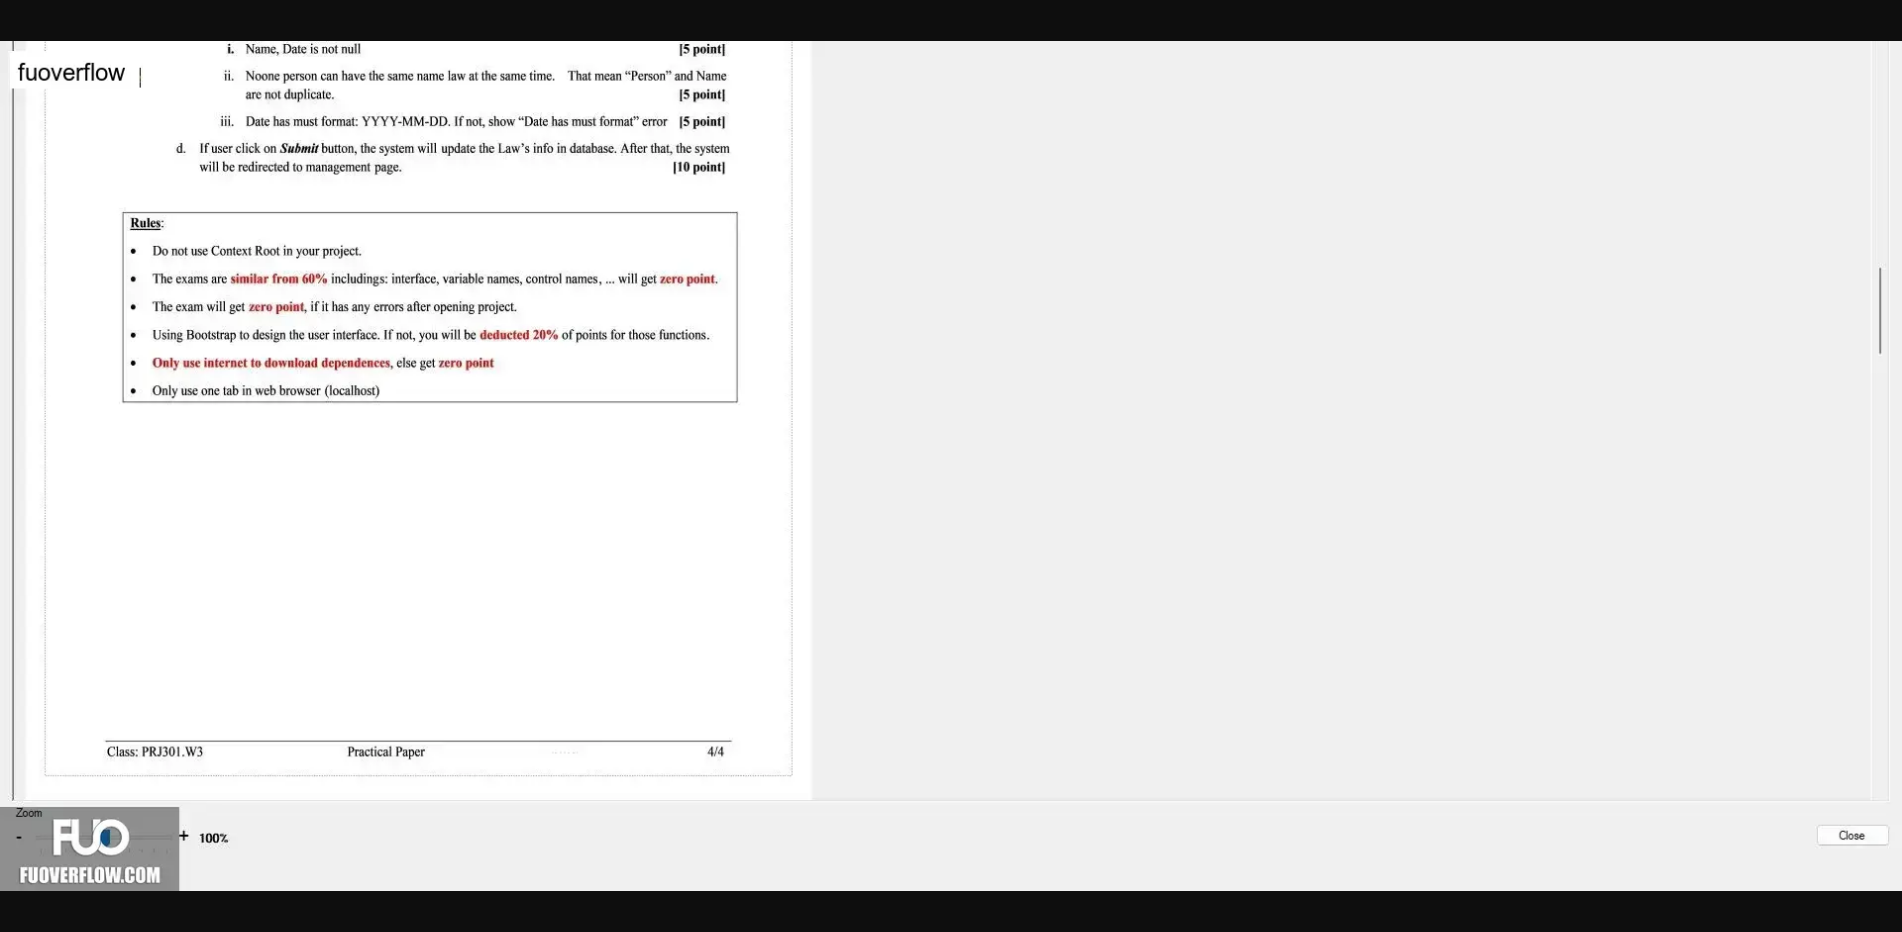 i. Name, Date is not null [5 point]
fuoverflow
ii. Noone person can have the same name law at the same time. That mean “Person” and Name
are not duplicate. [5 point]
iii. Date has must format: YYYY-MM-DD. If not, show “Date has must format” error [5 point]
d. If user click on Submit button, the system will update the Law’s info in database. After that, the system
will be redirected to management page. [10 point]
Rules:
• Do not use Context Root in your project.
• The exams are similar from 60% includings: interface, variable names, control names, ... will get zero point.
• The exam will get zero point, if it has any errors after opening project.
• Using Bootstrap to design the user interface. If not, you will be deducted 20% of points for those functions.
• Only use internet to download dependences, else get zero point
• Only use one tab in web browser (localhost)
Class: PRJ301.W3 Practical Paper 4/4
Zoom
- + 100%
Close
FUO
FUOVERFLOW.COM